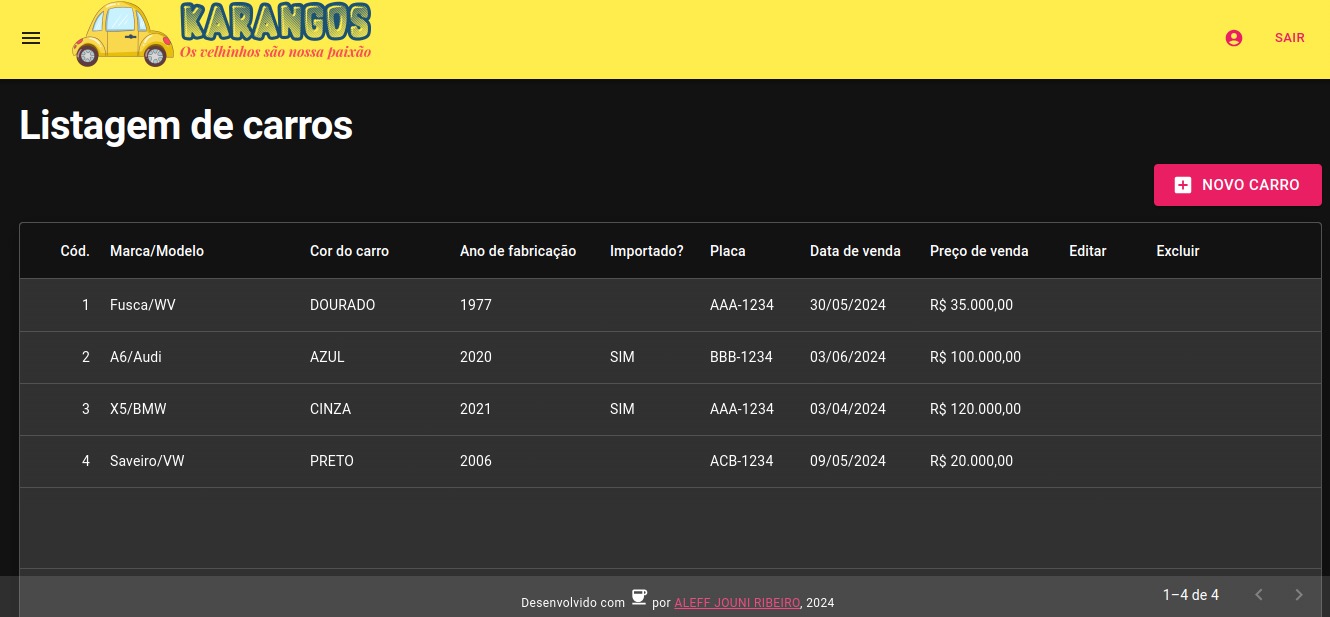 KARANGOS
Os velhinhos são nossa paixão
SAIR
Listagem de carros
NOVO CARRO
Cód. Marca/Modelo Cor do carro Ano de fabricação Importado? Placa Data de venda Preço de venda Editar Excluir
1 Fusca/WV DOURADO 1977 AAA-1234 30/05/2024 R$ 35.000,00
2 A6/Audi AZUL 2020 SIM BBB-1234 03/06/2024 R$ 100.000,00
3 X5/BMW CINZA 2021 SIM AAA-1234 03/04/2024 R$ 120.000,00
4 Saveiro/VW PRETO 2006 ACB-1234 09/05/2024 R$ 20.000,00
1–4 de 4
Desenvolvido com por ALEFF JOUNI RIBEIRO, 2024